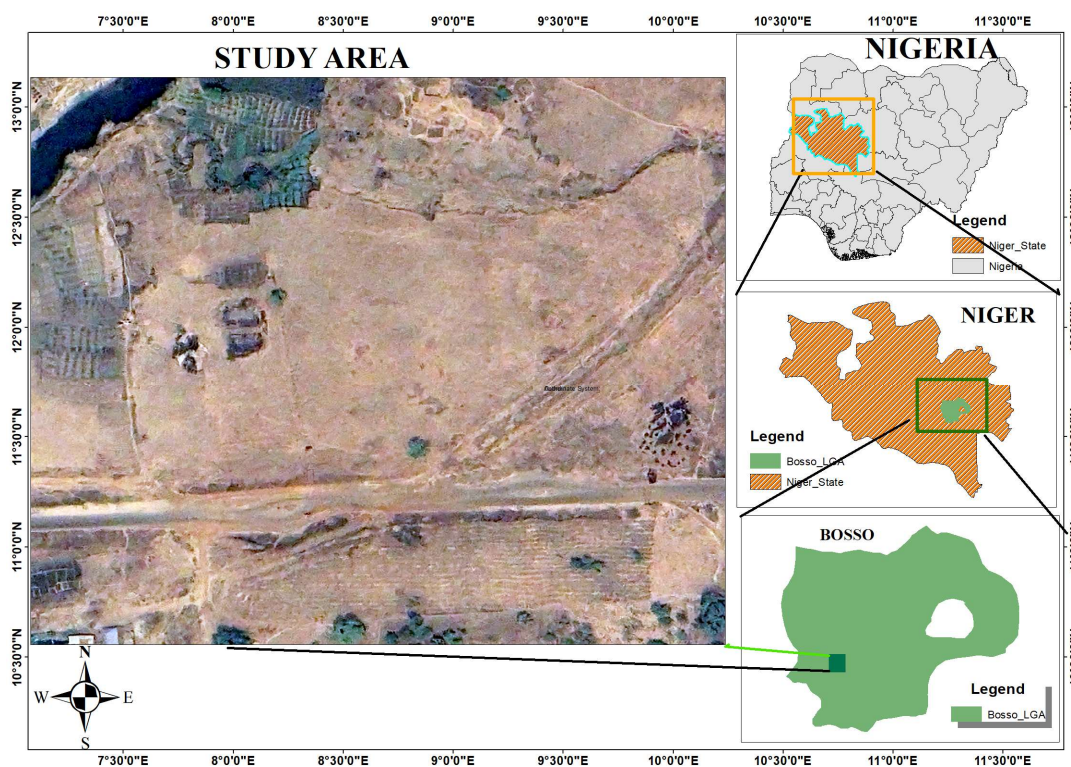 7°30'0"E 8°00'0"E 8°30'0"E 9°00'0"E 9°30'0"E 10°00'0"E 10°30'0"E 11°00'0"E 11°30'0"E
STUDY AREA
NIGERIA
Legend
Niger_State
Nigeria
NIGER
Legend
Bosso_LGA
Niger_State
BOSSO
Legend
Bosso_LGA
13°0'0"N
12°30'0"N
12°0'0"N
11°30'0"N
11°0'0"N
10°30'0"N
N
W E
S
7°30'0"E 8°0'0"E 8°30'0"E 9°0'0"E 9°30'0"E 10°0'0"E 10°30'0"E 11°0'0"E 11°30'0"E